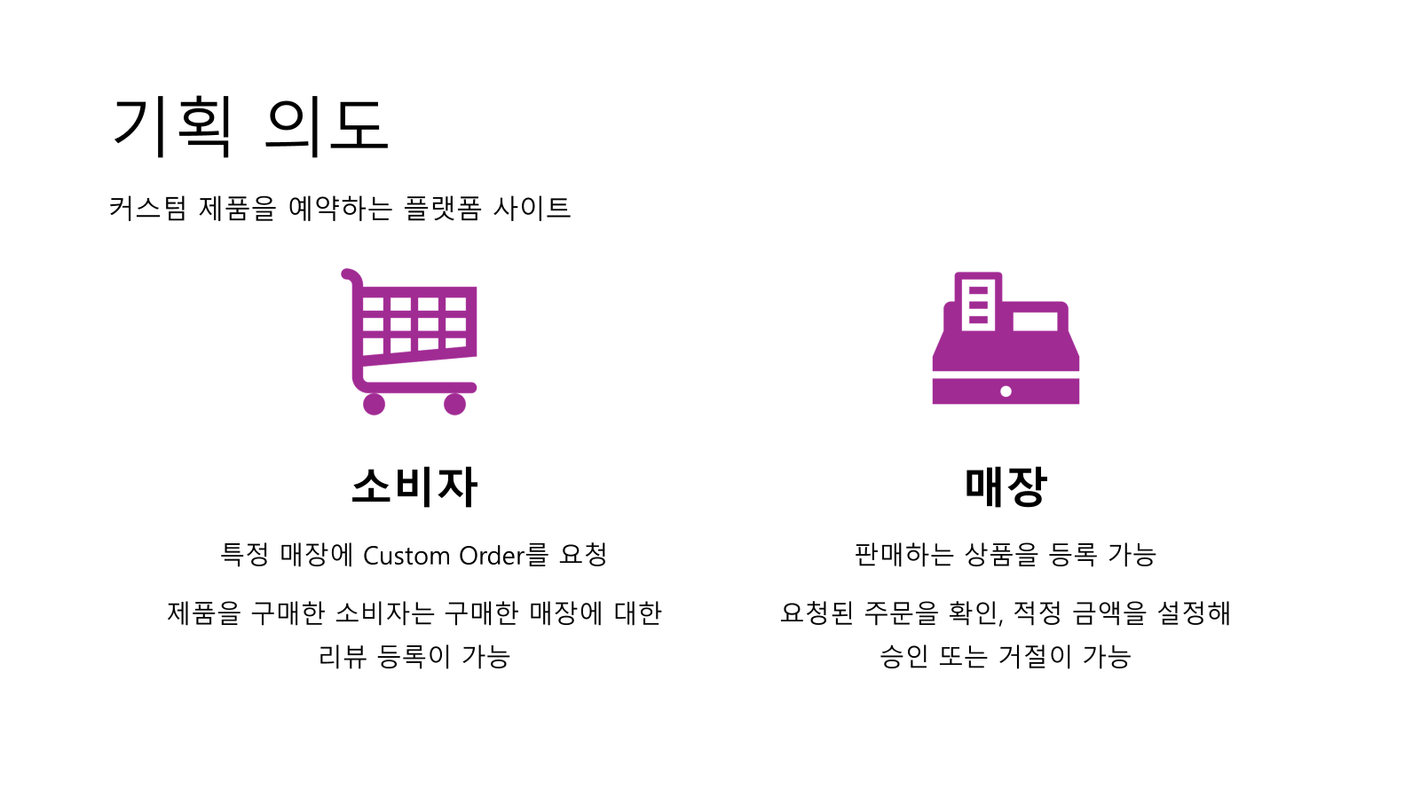 기획 의도
커스텀 제품을 예약하는 플랫폼 사이트
소비자
특정 매장에 Custom Order를 요청
제품을 구매한 소비자는 구매한 매장에 대한
리뷰 등록이 가능
매장
판매하는 상품을 등록 가능
요청된 주문을 확인, 적정 금액을 설정해
승인 또는 거절이 가능